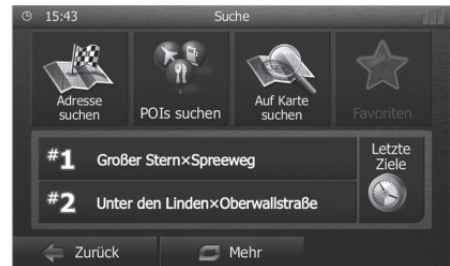 15:43 Suche
Adresse suchen
POIs suchen
Auf Karte suchen
Favoriten
#1 Großer Stern×Spreeweg
#2 Unter den Linden×Oberwallstraße
Letzte Ziele
Zurück
Mehr